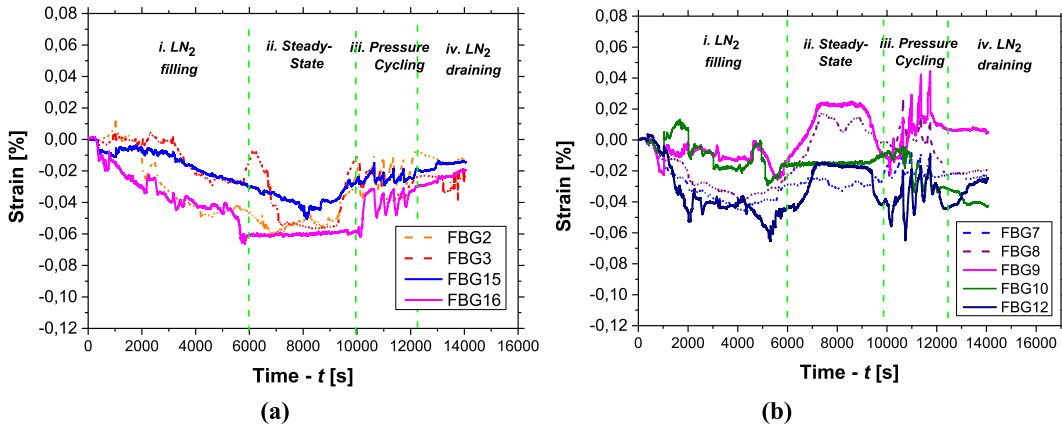 0,08
0,06
0,04
0,02
0,00
-0,02
-0,04
-0,06
-0,08
-0,10
-0,12
Strain [%]
i. LN2
filling
ii. Steady-
State
iii. Pressure
Cycling
iv. LN2
draining
FBG2
FBG3
FBG15
FBG16
0 2000 4000 6000 8000 10000 12000 14000 16000
Time - t [s]
(a)
0,08
0,06
0,04
0,02
0,00
-0,02
-0,04
-0,06
-0,08
-0,10
-0,12
Strain [%]
i. LN2
filling
ii. Steady-
State
iii. Pressure
Cycling
iv. LN2
draining
FBG7
FBG8
FBG9
FBG10
FBG12
0 2000 4000 6000 8000 10000 12000 14000 16000
Time - t [s]
(b)